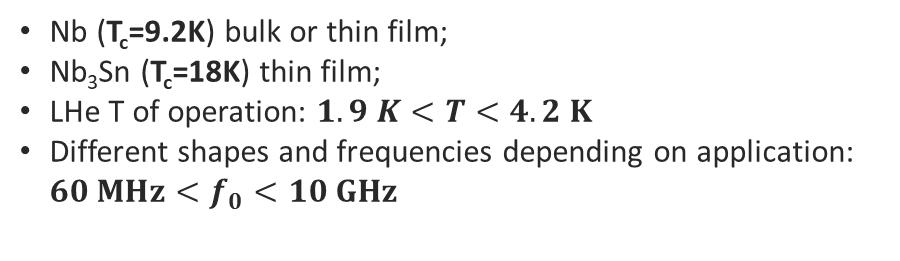 • Nb (Tc=9.2K) bulk or thin film;
• Nb₃Sn (Tc=18K) thin film;
• LHe T of operation: 1.9 K < T < 4.2 K
• Different shapes and frequencies depending on application:
60 MHz < f₀ < 10 GHz